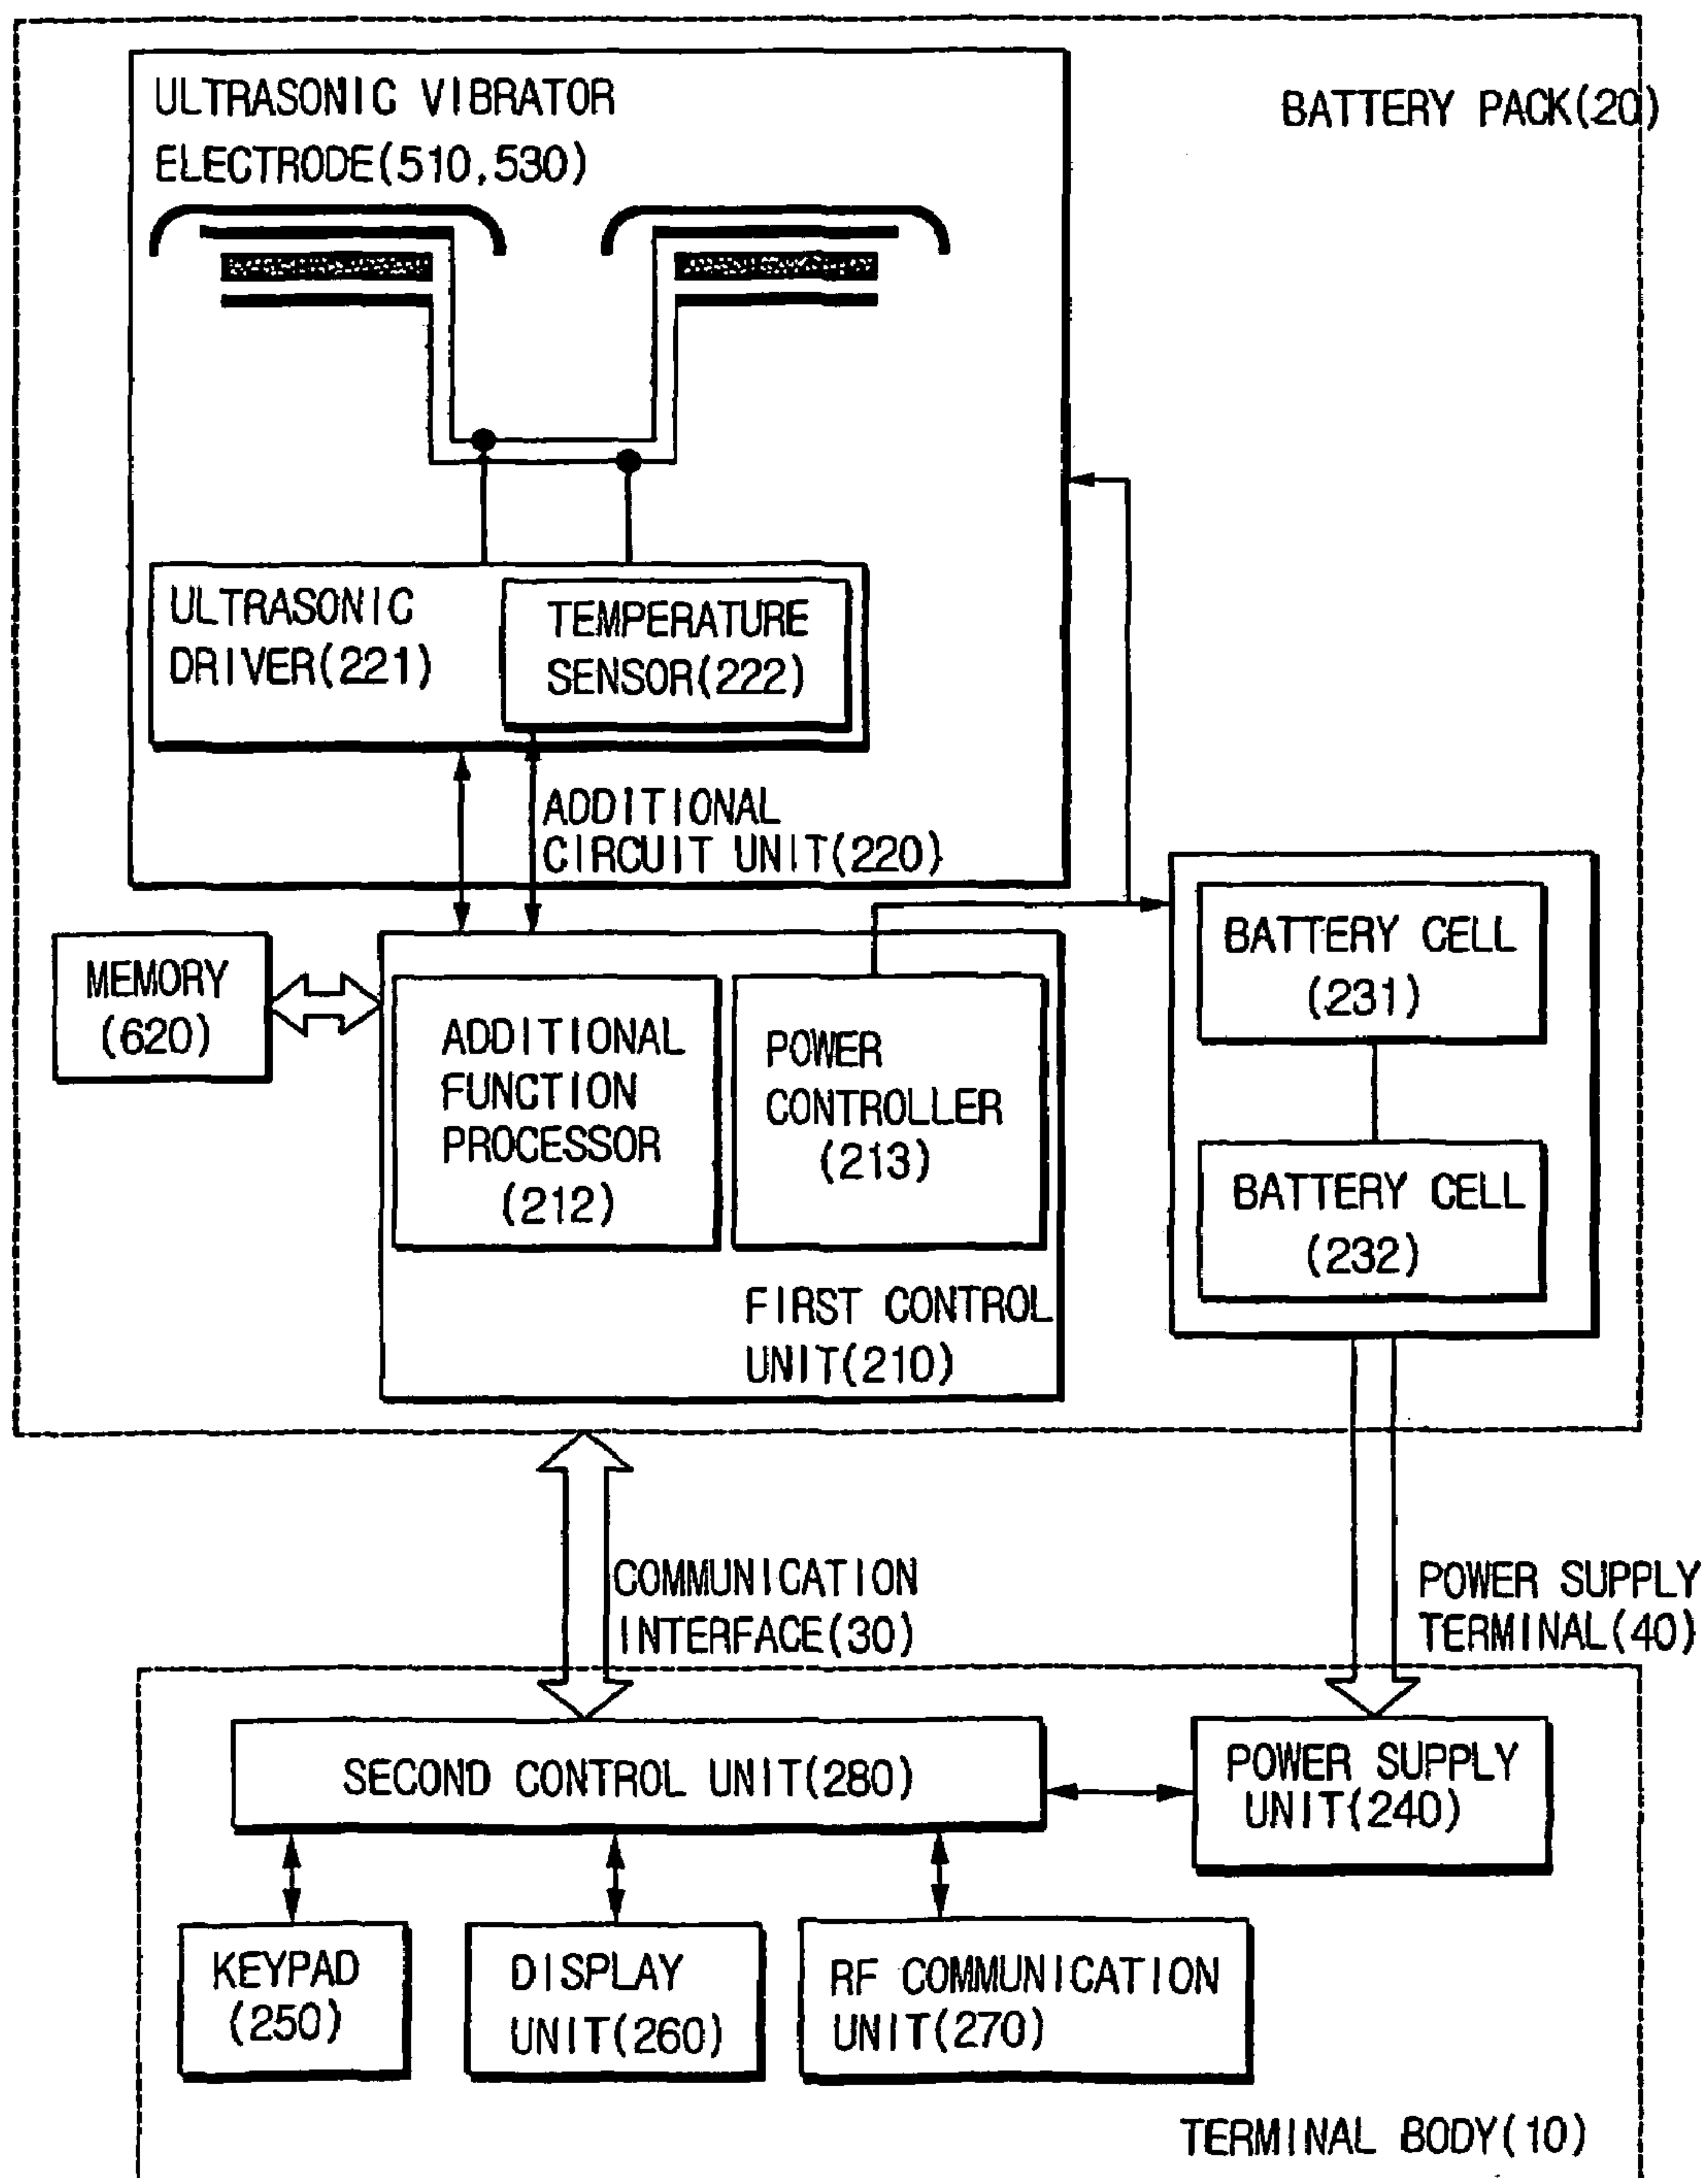 ULTRASONIC VIBRATOR
ELECTRODE(510,530)
BATTERY PACK(20)
ULTRASONIC
DRIVER(221)
TEMPERATURE
SENSOR(222)
ADDITIONAL
CIRCUIT UNIT(220)
MEMORY
(620)
ADDITIONAL
FUNCTION
PROCESSOR
(212)
POWER
CONTROLLER
(213)
FIRST CONTROL
UNIT(210)
BATTERY CELL
(231)
BATTERY CELL
(232)
COMMUNICATION
INTERFACE(30)
POWER SUPPLY
TERMINAL(40)
SECOND CONTROL UNIT(280)
POWER SUPPLY
UNIT(240)
KEYPAD
(250)
DISPLAY
UNIT(260)
RF COMMUNICATION
UNIT(270)
TERMINAL BODY(10)